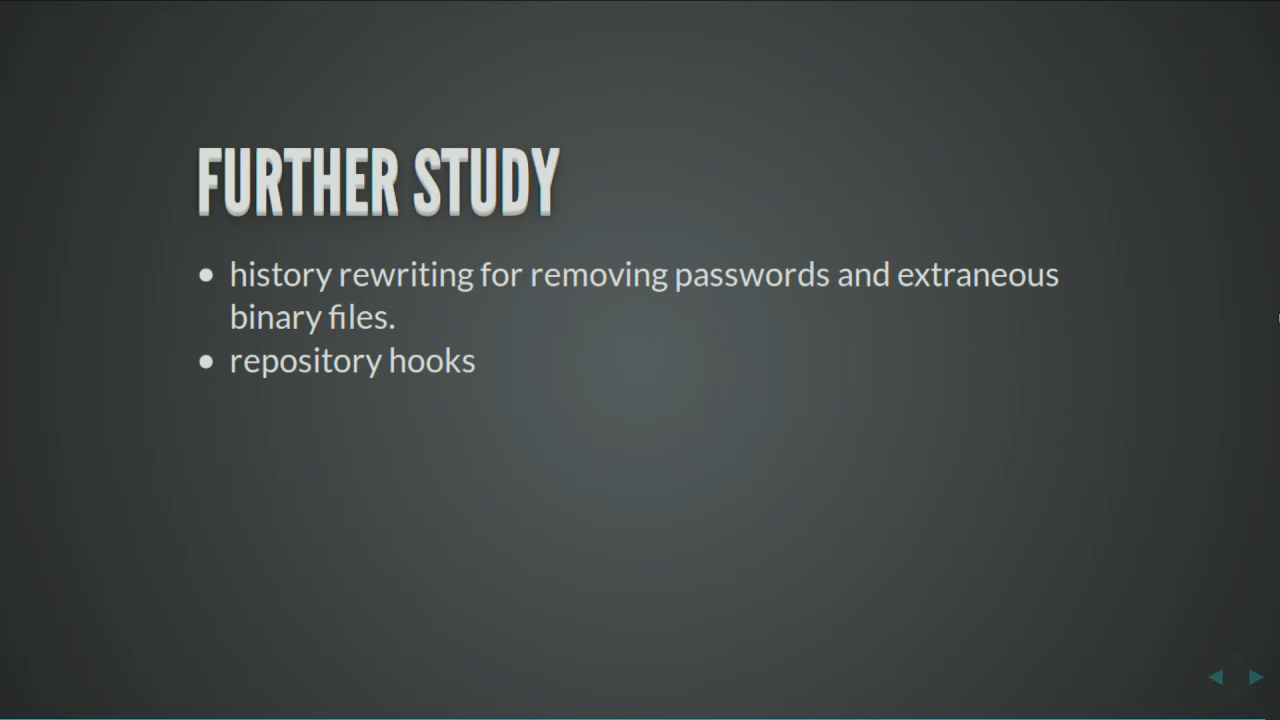 FURTHER STUDY
• history rewriting for removing passwords and extraneous
binary files.
• repository hooks